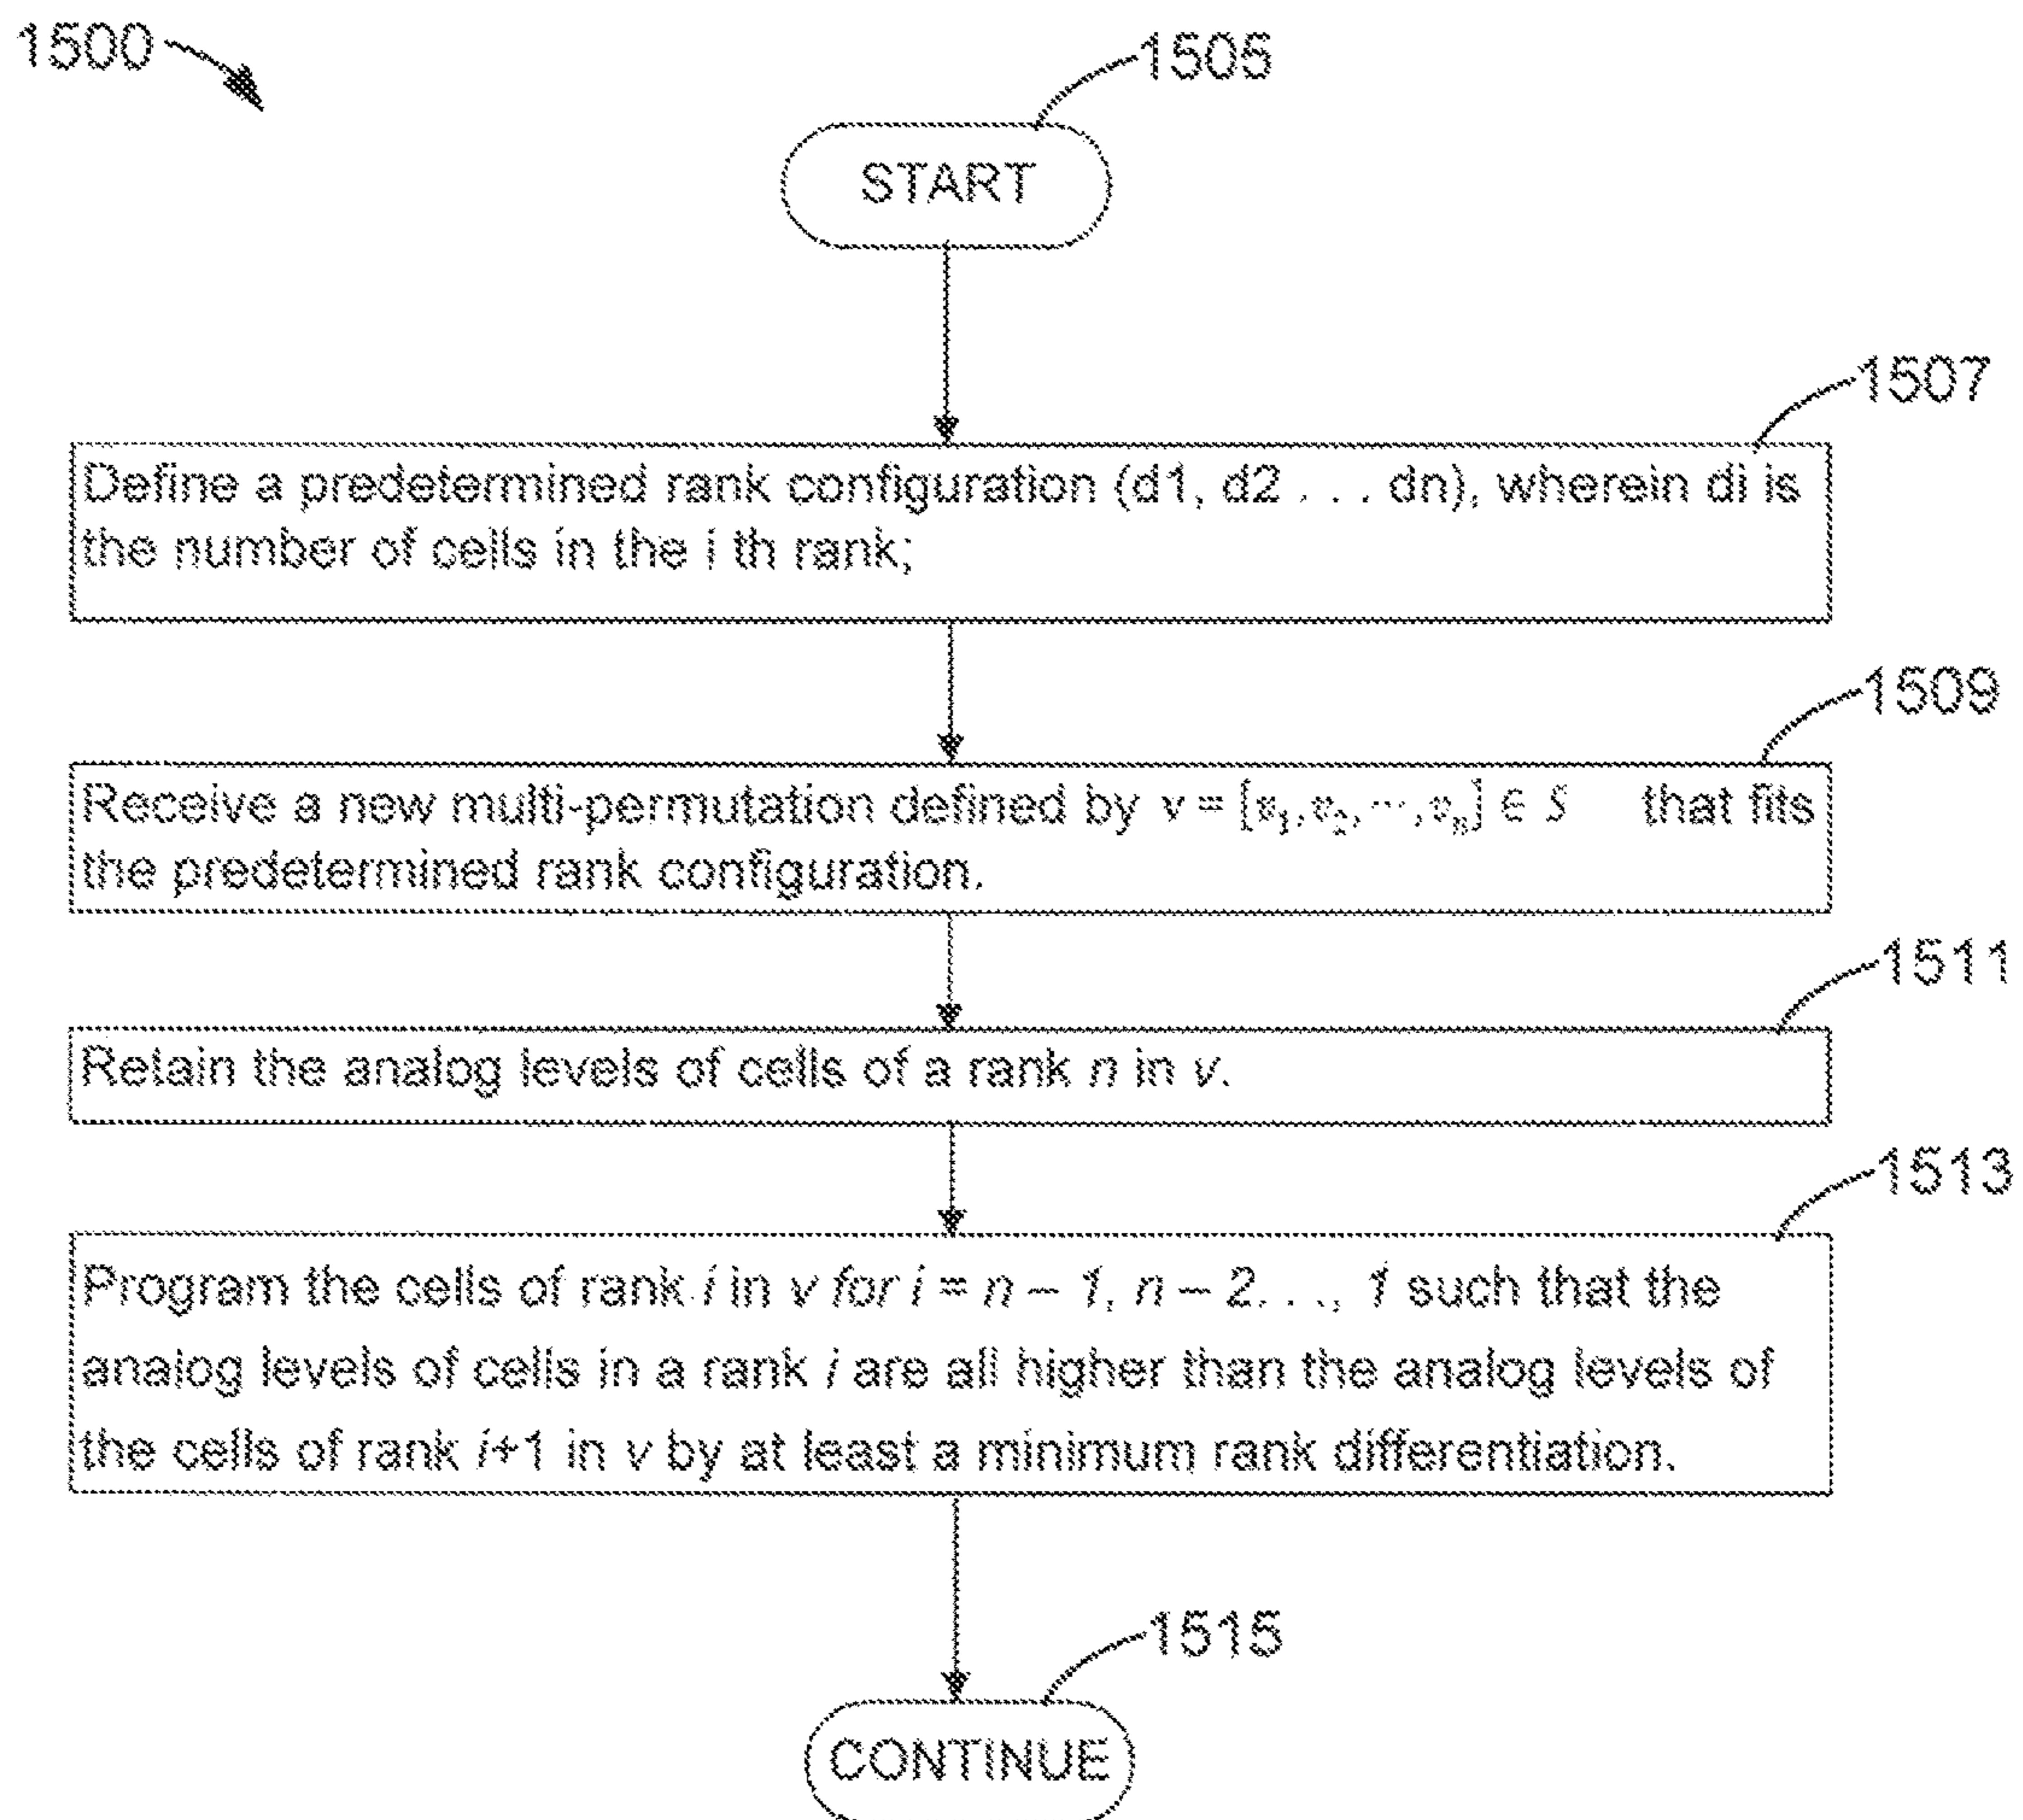 1500
1505
START
1507
Define a predetermined rank configuration (d1, d2 . . . dn), wherein di is
the number of cells in the i th rank;
1509
Receive a new multi-permutation defined by v = [v₁,v₂,⋯,vₙ] ∈ S that fits
the predetermined rank configuration.
1511
Retain the analog levels of cells of a rank n in v.
1513
Program the cells of rank i in v for i = n – 1, n – 2. . ., 1 such that the
analog levels of cells in a rank i are all higher than the analog levels of
the cells of rank i+1 in v by at least a minimum rank differentiation.
1515
CONTINUE